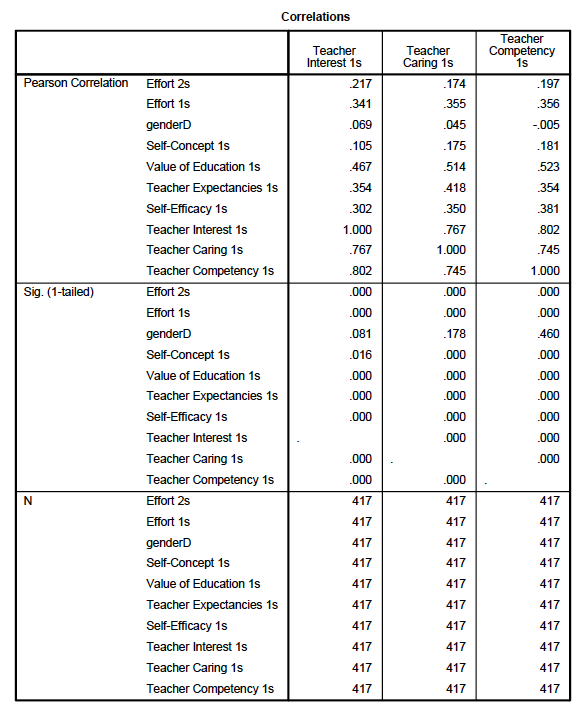 Correlations
Teacher Interest 1s Teacher Caring 1s Teacher Competency 1s
Pearson Correlation Effort 2s .217 .174 .197
Effort 1s .341 .355 .356
genderD .069 .045 -.005
Self-Concept 1s .105 .175 .181
Value of Education 1s .467 .514 .523
Teacher Expectancies 1s .354 .418 .354
Self-Efficacy 1s .302 .350 .381
Teacher Interest 1s 1.000 .767 .802
Teacher Caring 1s .767 1.000 .745
Teacher Competency 1s .802 .745 1.000
Sig. (1-tailed) Effort 2s .000 .000 .000
Effort 1s .000 .000 .000
genderD .081 .178 .460
Self-Concept 1s .016 .000 .000
Value of Education 1s .000 .000 .000
Teacher Expectancies 1s .000 .000 .000
Self-Efficacy 1s .000 .000 .000
Teacher Interest 1s . .000 .000
Teacher Caring 1s .000 . .000
Teacher Competency 1s .000 .000 .
N Effort 2s 417 417 417
Effort 1s 417 417 417
genderD 417 417 417
Self-Concept 1s 417 417 417
Value of Education 1s 417 417 417
Teacher Expectancies 1s 417 417 417
Self-Efficacy 1s 417 417 417
Teacher Interest 1s 417 417 417
Teacher Caring 1s 417 417 417
Teacher Competency 1s 417 417 417